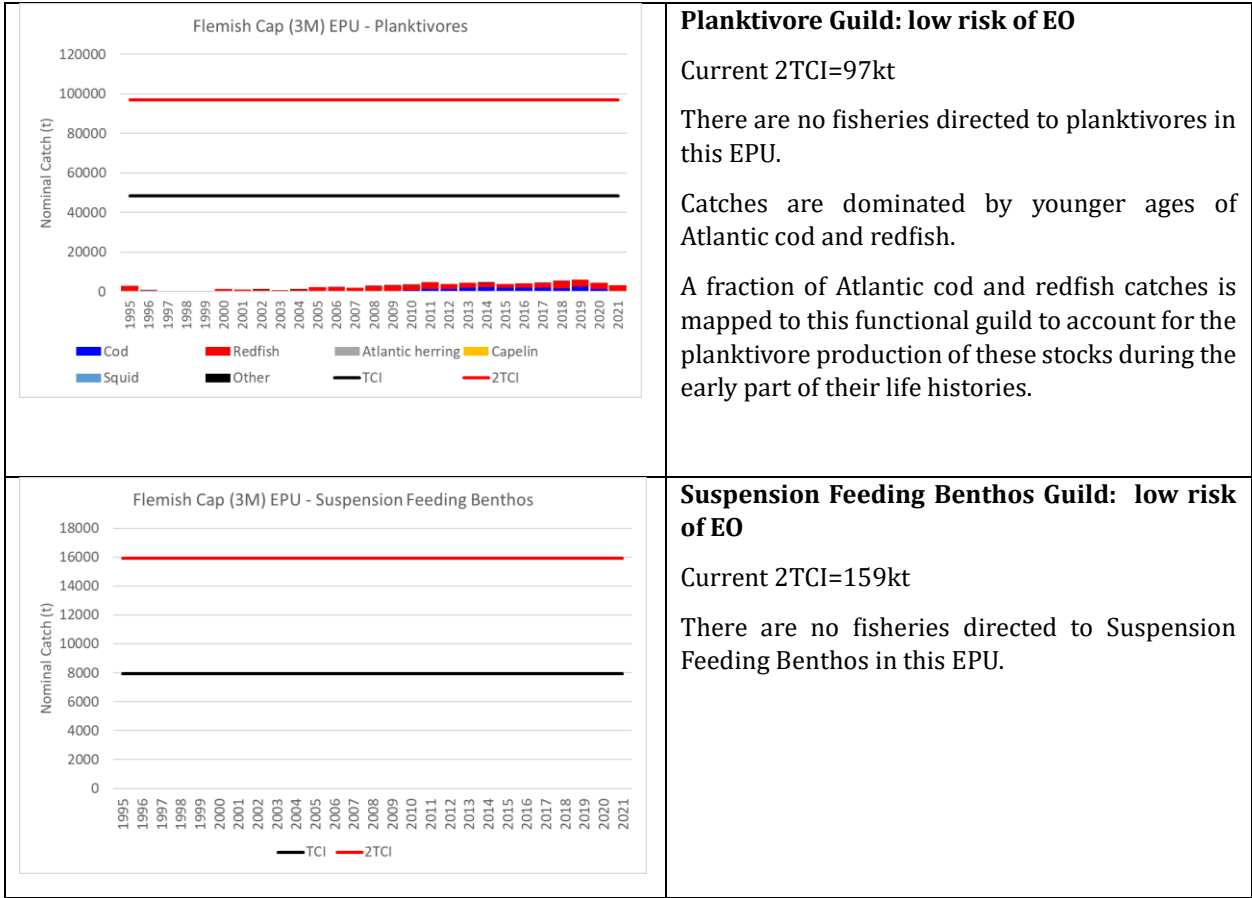 Flemish Cap (3M) EPU - Planktivores
120000
100000
80000
60000
40000
20000
0
Nominal Catch (t)
1995 1996 1997 1998 1999 2000 2001 2002 2003 2004 2005 2006 2007 2008 2009 2010 2011 2012 2013 2014 2015 2016 2017 2018 2019 2020 2021
Cod Redfish Atlantic herring Capelin
Squid Other TCI 2TCI
Planktivore Guild: low risk of EO
Current 2TCI=97kt
There are no fisheries directed to planktivores in
this EPU.
Catches are dominated by younger ages of
Atlantic cod and redfish.
A fraction of Atlantic cod and redfish catches is
mapped to this functional guild to account for the
planktivore production of these stocks during the
early part of their life histories.
Flemish Cap (3M) EPU - Suspension Feeding Benthos
18000
16000
14000
12000
10000
8000
6000
4000
2000
0
Nominal Catch (t)
1995 1996 1997 1998 1999 2000 2001 2002 2003 2004 2005 2006 2007 2008 2009 2010 2011 2012 2013 2014 2015 2016 2017 2018 2019 2020 2021
TCI 2TCI
Suspension Feeding Benthos Guild: low risk
of EO
Current 2TCI=159kt
There are no fisheries directed to Suspension
Feeding Benthos in this EPU.